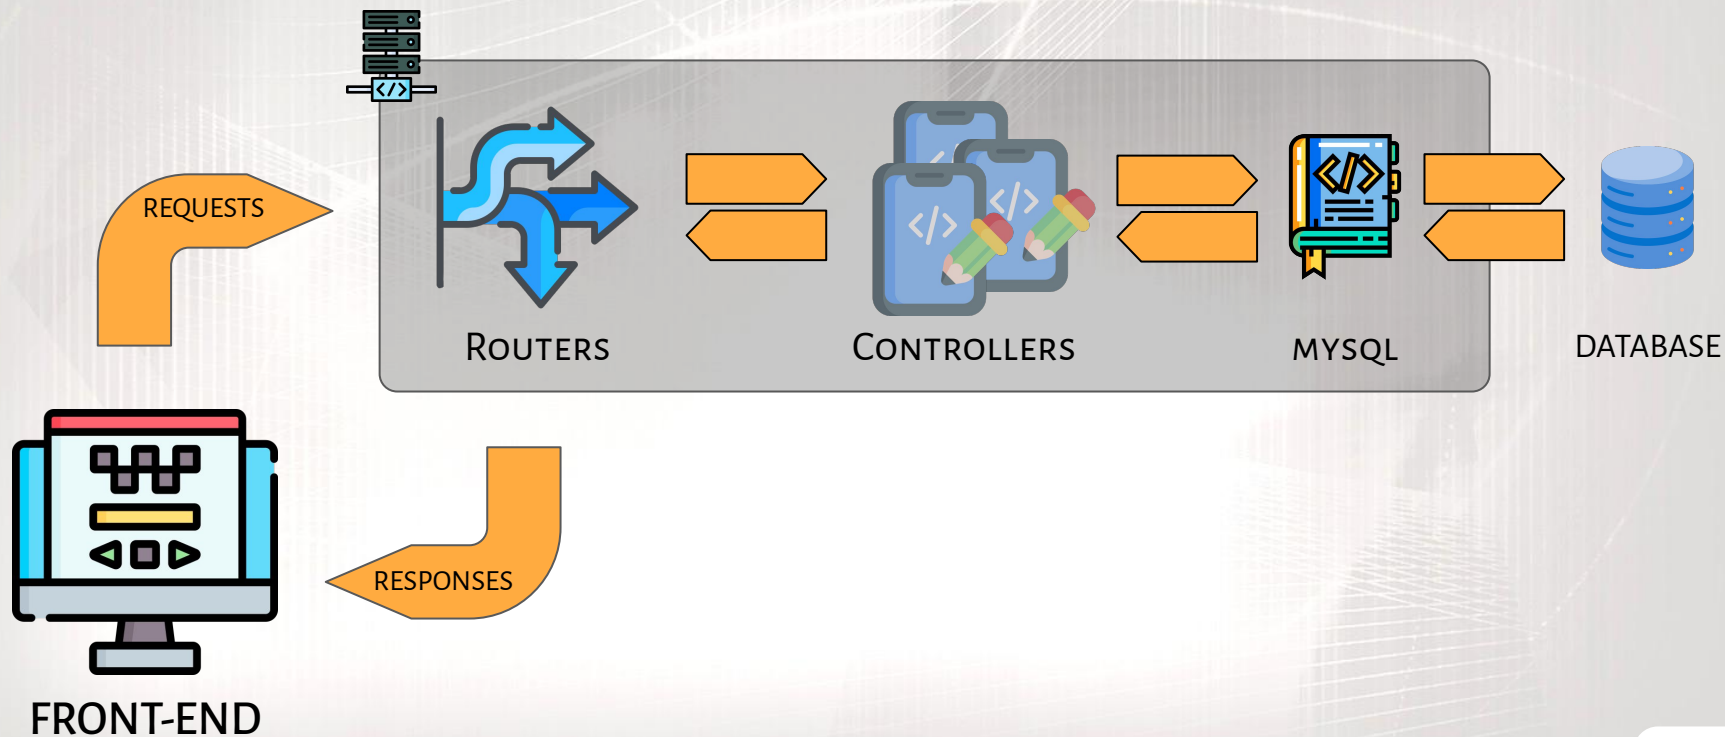 REQUESTS
ROUTERS
CONTROLLERS
MYSQL
DATABASE
RESPONSES
FRONT-END